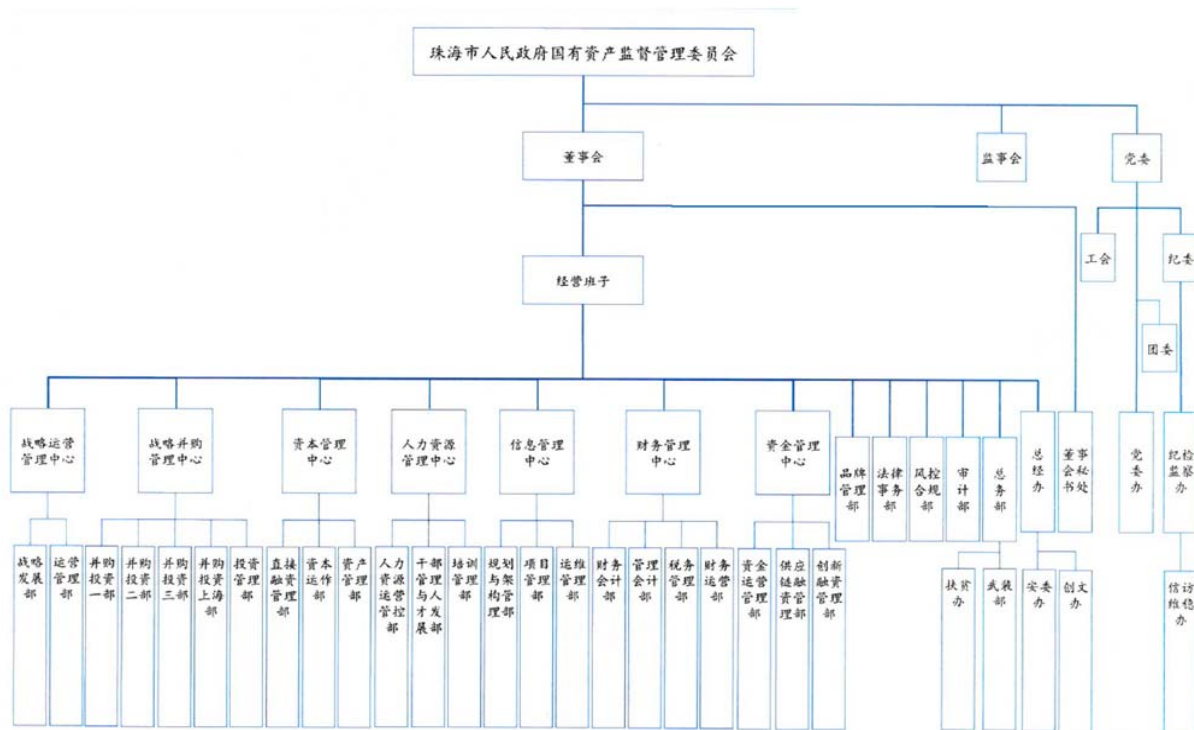 珠海市人民政府国有资产监督管理委员会
董事会
监事会
党委
工会
纪委
经营班子
团委
战略运营
管理中心
战略并购
管理中心
资本管理
中心
人力资源
管理中心
信息管理
中心
财务管理
中心
资金管理
中心
品牌管理部
法律事务部
风控合规部
审计部
总务部
总经办
董事会秘书处
党委办
纪检监察办
战略发展部
运营管理部
并购投资一部
并购投资二部
并购投资三部
并购投资上海部
投资管理部
直接融资管理部
资本运作部
资产管理部
人力资源运营管控部
干部管理与人才发展部
培训管理部
规划与架构管理部
项目管理部
运维管理部
财务会计部
管理会计部
税务管理部
财务运营部
资金运营管理部
供应链融资管理部
创新融资管理部
扶贫办
武装部
安委办
创文办
信访维稳办